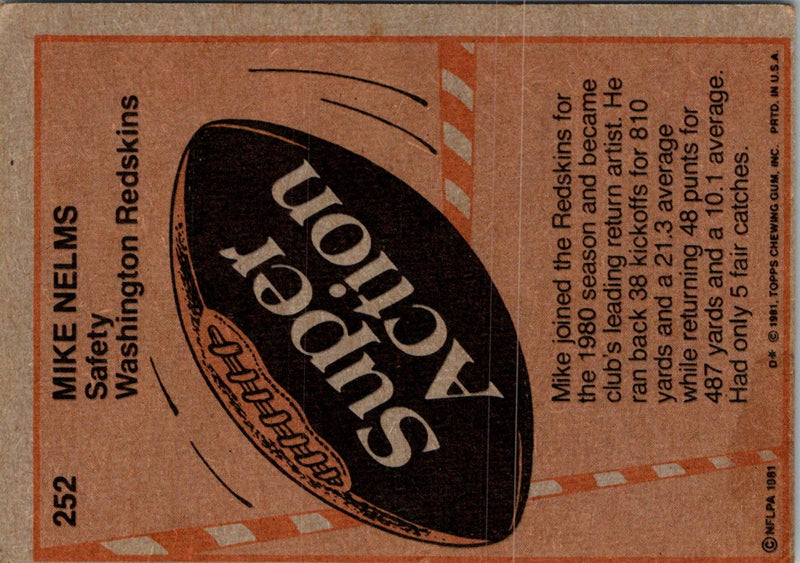 252
MIKE NELMS
Safety
Washington Redskins
Super
Action
Mike joined the Redskins for
the 1980 season and became
club's leading return artist. He
ran back 38 kickoffs for 810
yards and a 21.3 average
while returning 48 punts for
487 yards and a 10.1 average.
Had only 5 fair catches.
© NFLPA 1981
D* © 1981, TOPPS CHEWING GUM, INC. PRTD. IN U.S.A.